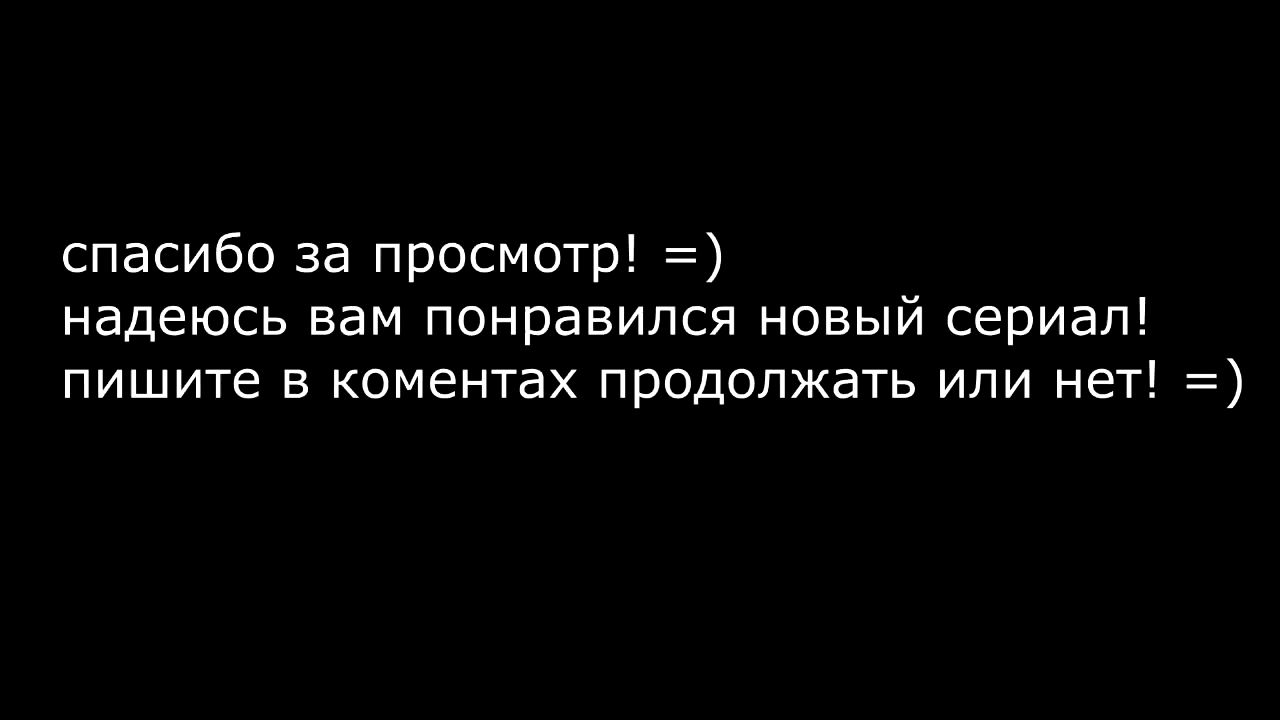 спасибо за просмотр! =)
надеюсь вам понравился новый сериал!
пишите в коментах продолжать или нет! =)